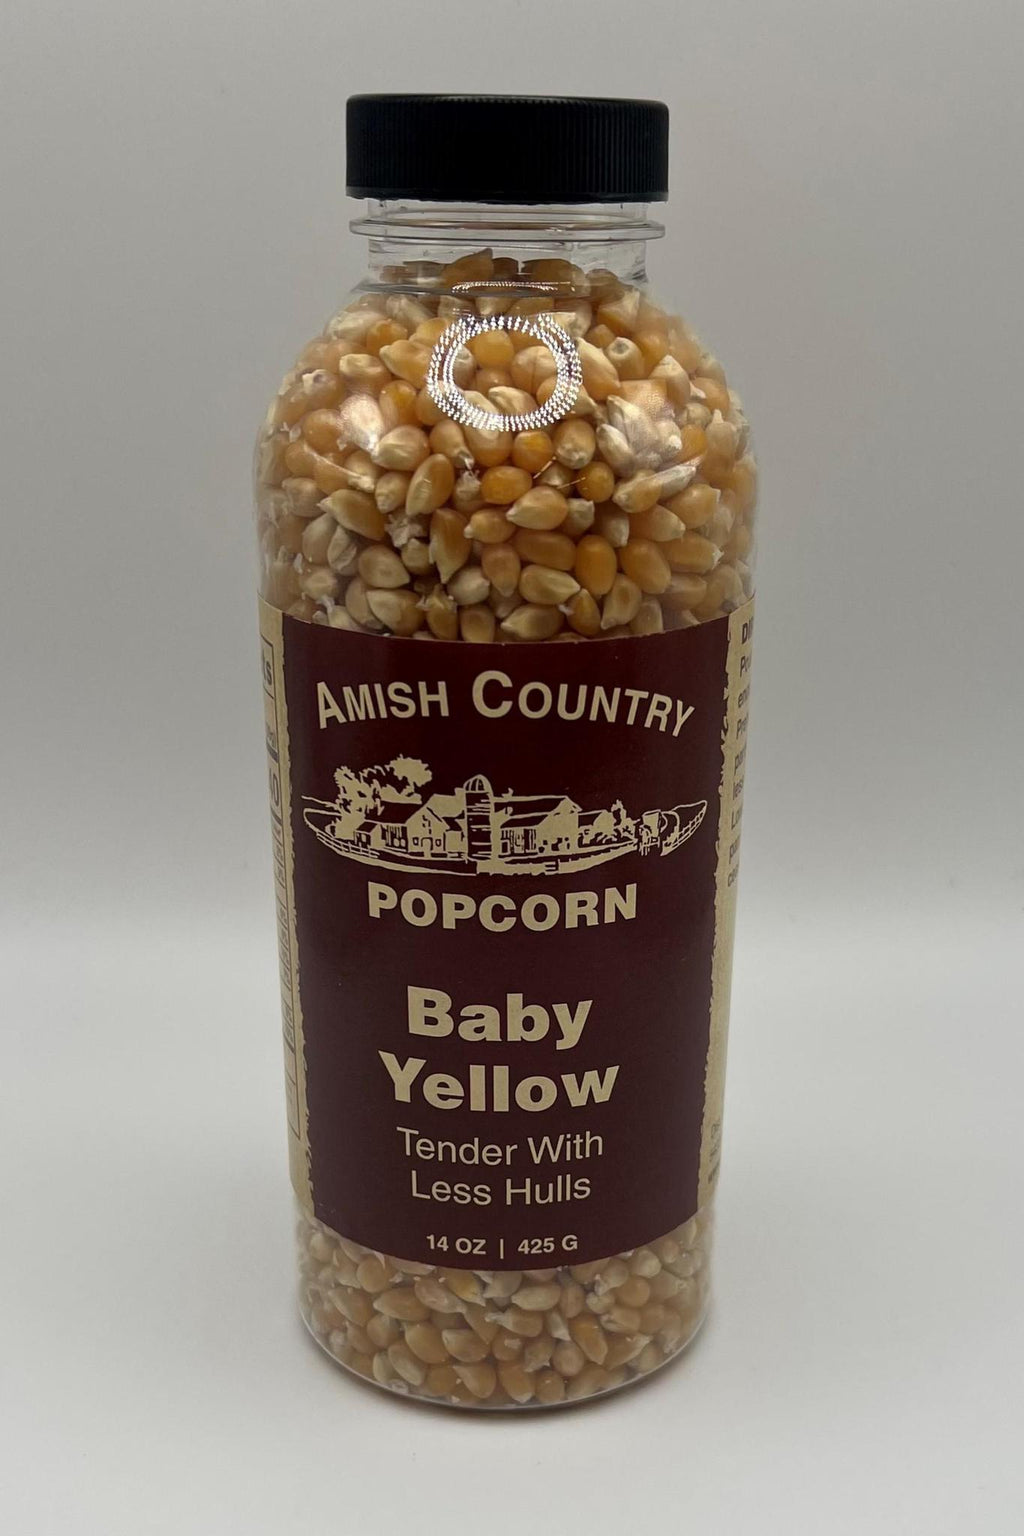 AMISH COUNTRY
POPCORN
Baby
Yellow
Tender With
Less Hulls
14 OZ | 425 G